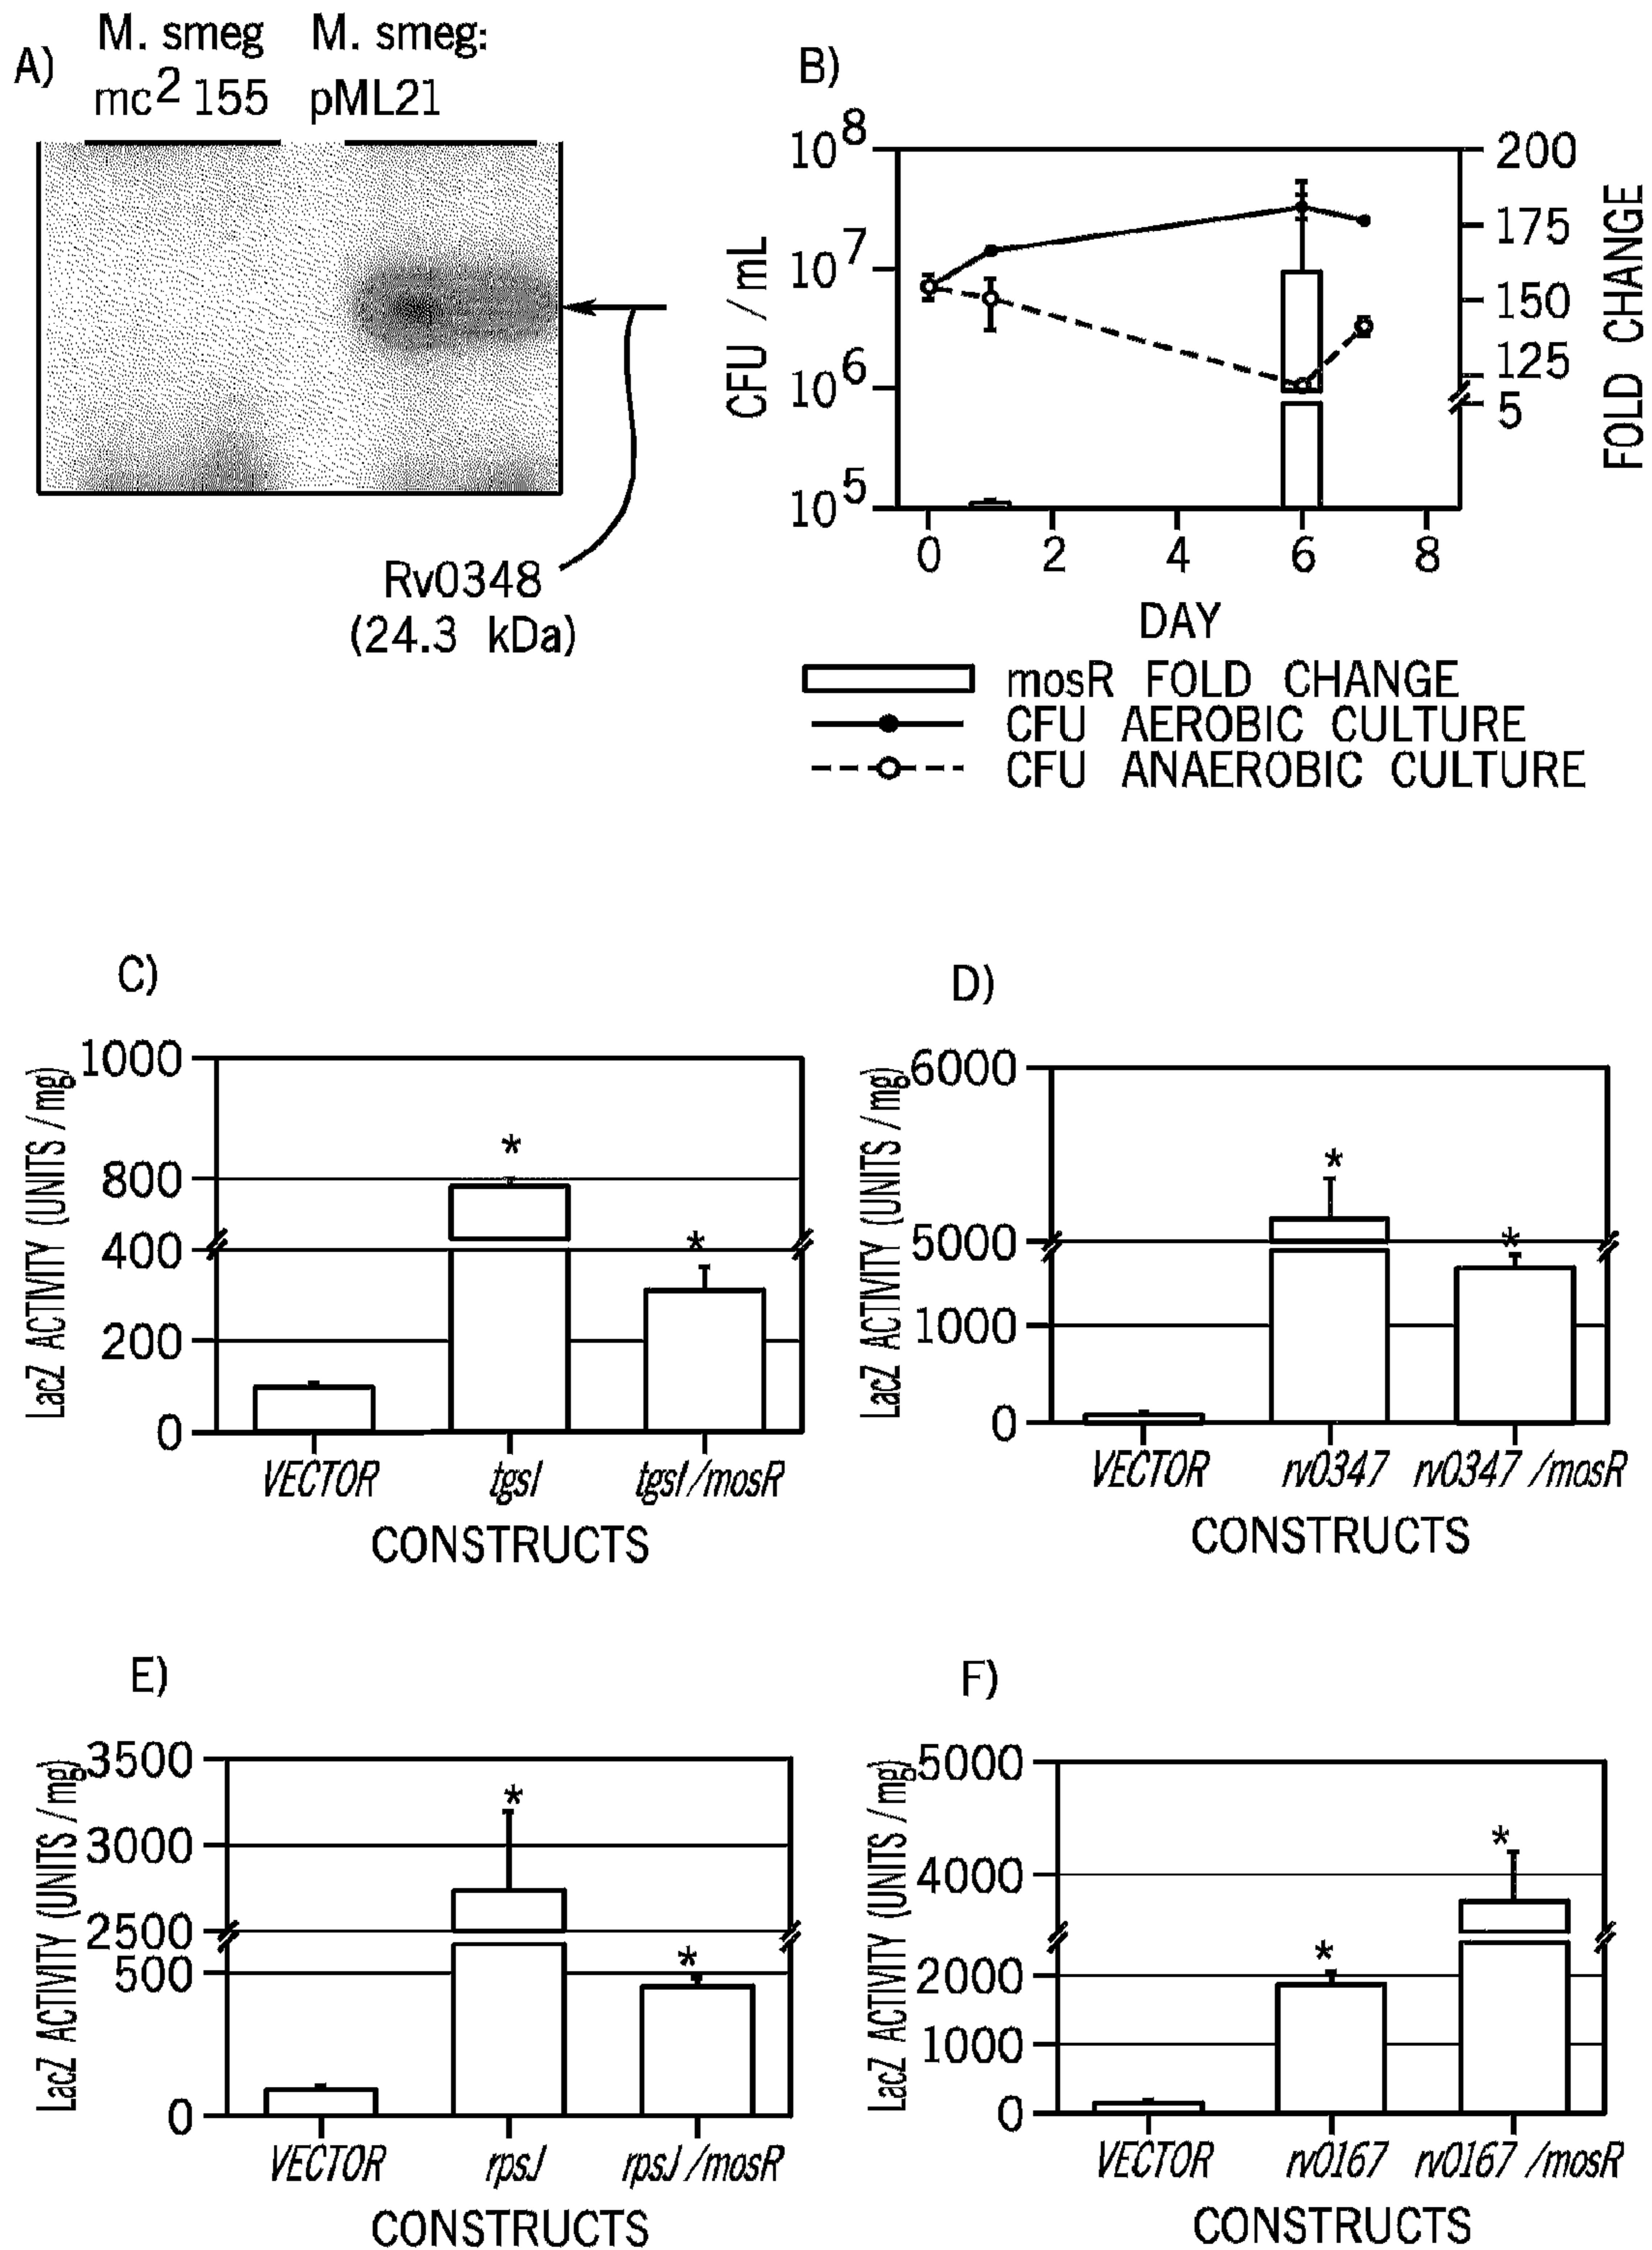 A)
M. smeg
mc2 155
M. smeg:
pML21
Rv0348
(24.3 kDa)
B)
CFU / mL
10^8
10^7
10^6
10^5
FOLD CHANGE
200
175
150
125
5
0 2 4 6 8
DAY
mosR FOLD CHANGE
CFU AEROBIC CULTURE
CFU ANAEROBIC CULTURE
C)
LacZ ACTIVITY (UNITS / mg)
1000
800
400
200
0
*
*
VECTOR tgsI tgsI/mosR
CONSTRUCTS
D)
LacZ ACTIVITY (UNITS / mg)
6000
5000
1000
0
*
*
VECTOR rv0347 rv0347 /mosR
CONSTRUCTS
E)
LacZ ACTIVITY (UNITS / mg)
3500
3000
2500
500
0
*
*
VECTOR rpsJ rpsJ /mosR
CONSTRUCTS
F)
LacZ ACTIVITY (UNITS / mg)
5000
4000
2000
1000
0
*
*
VECTOR rv0167 rv0167 /mosR
CONSTRUCTS